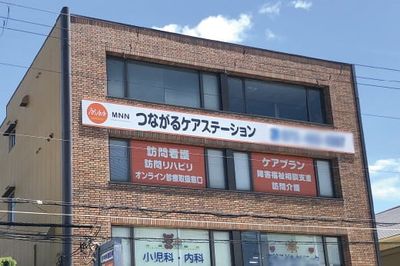 MNN つながるケアステーション
訪問看護
訪問リハビリ
オンライン診療取扱窓口
ケアプラン
障害福祉相談支援
訪問介護
小児科・内科